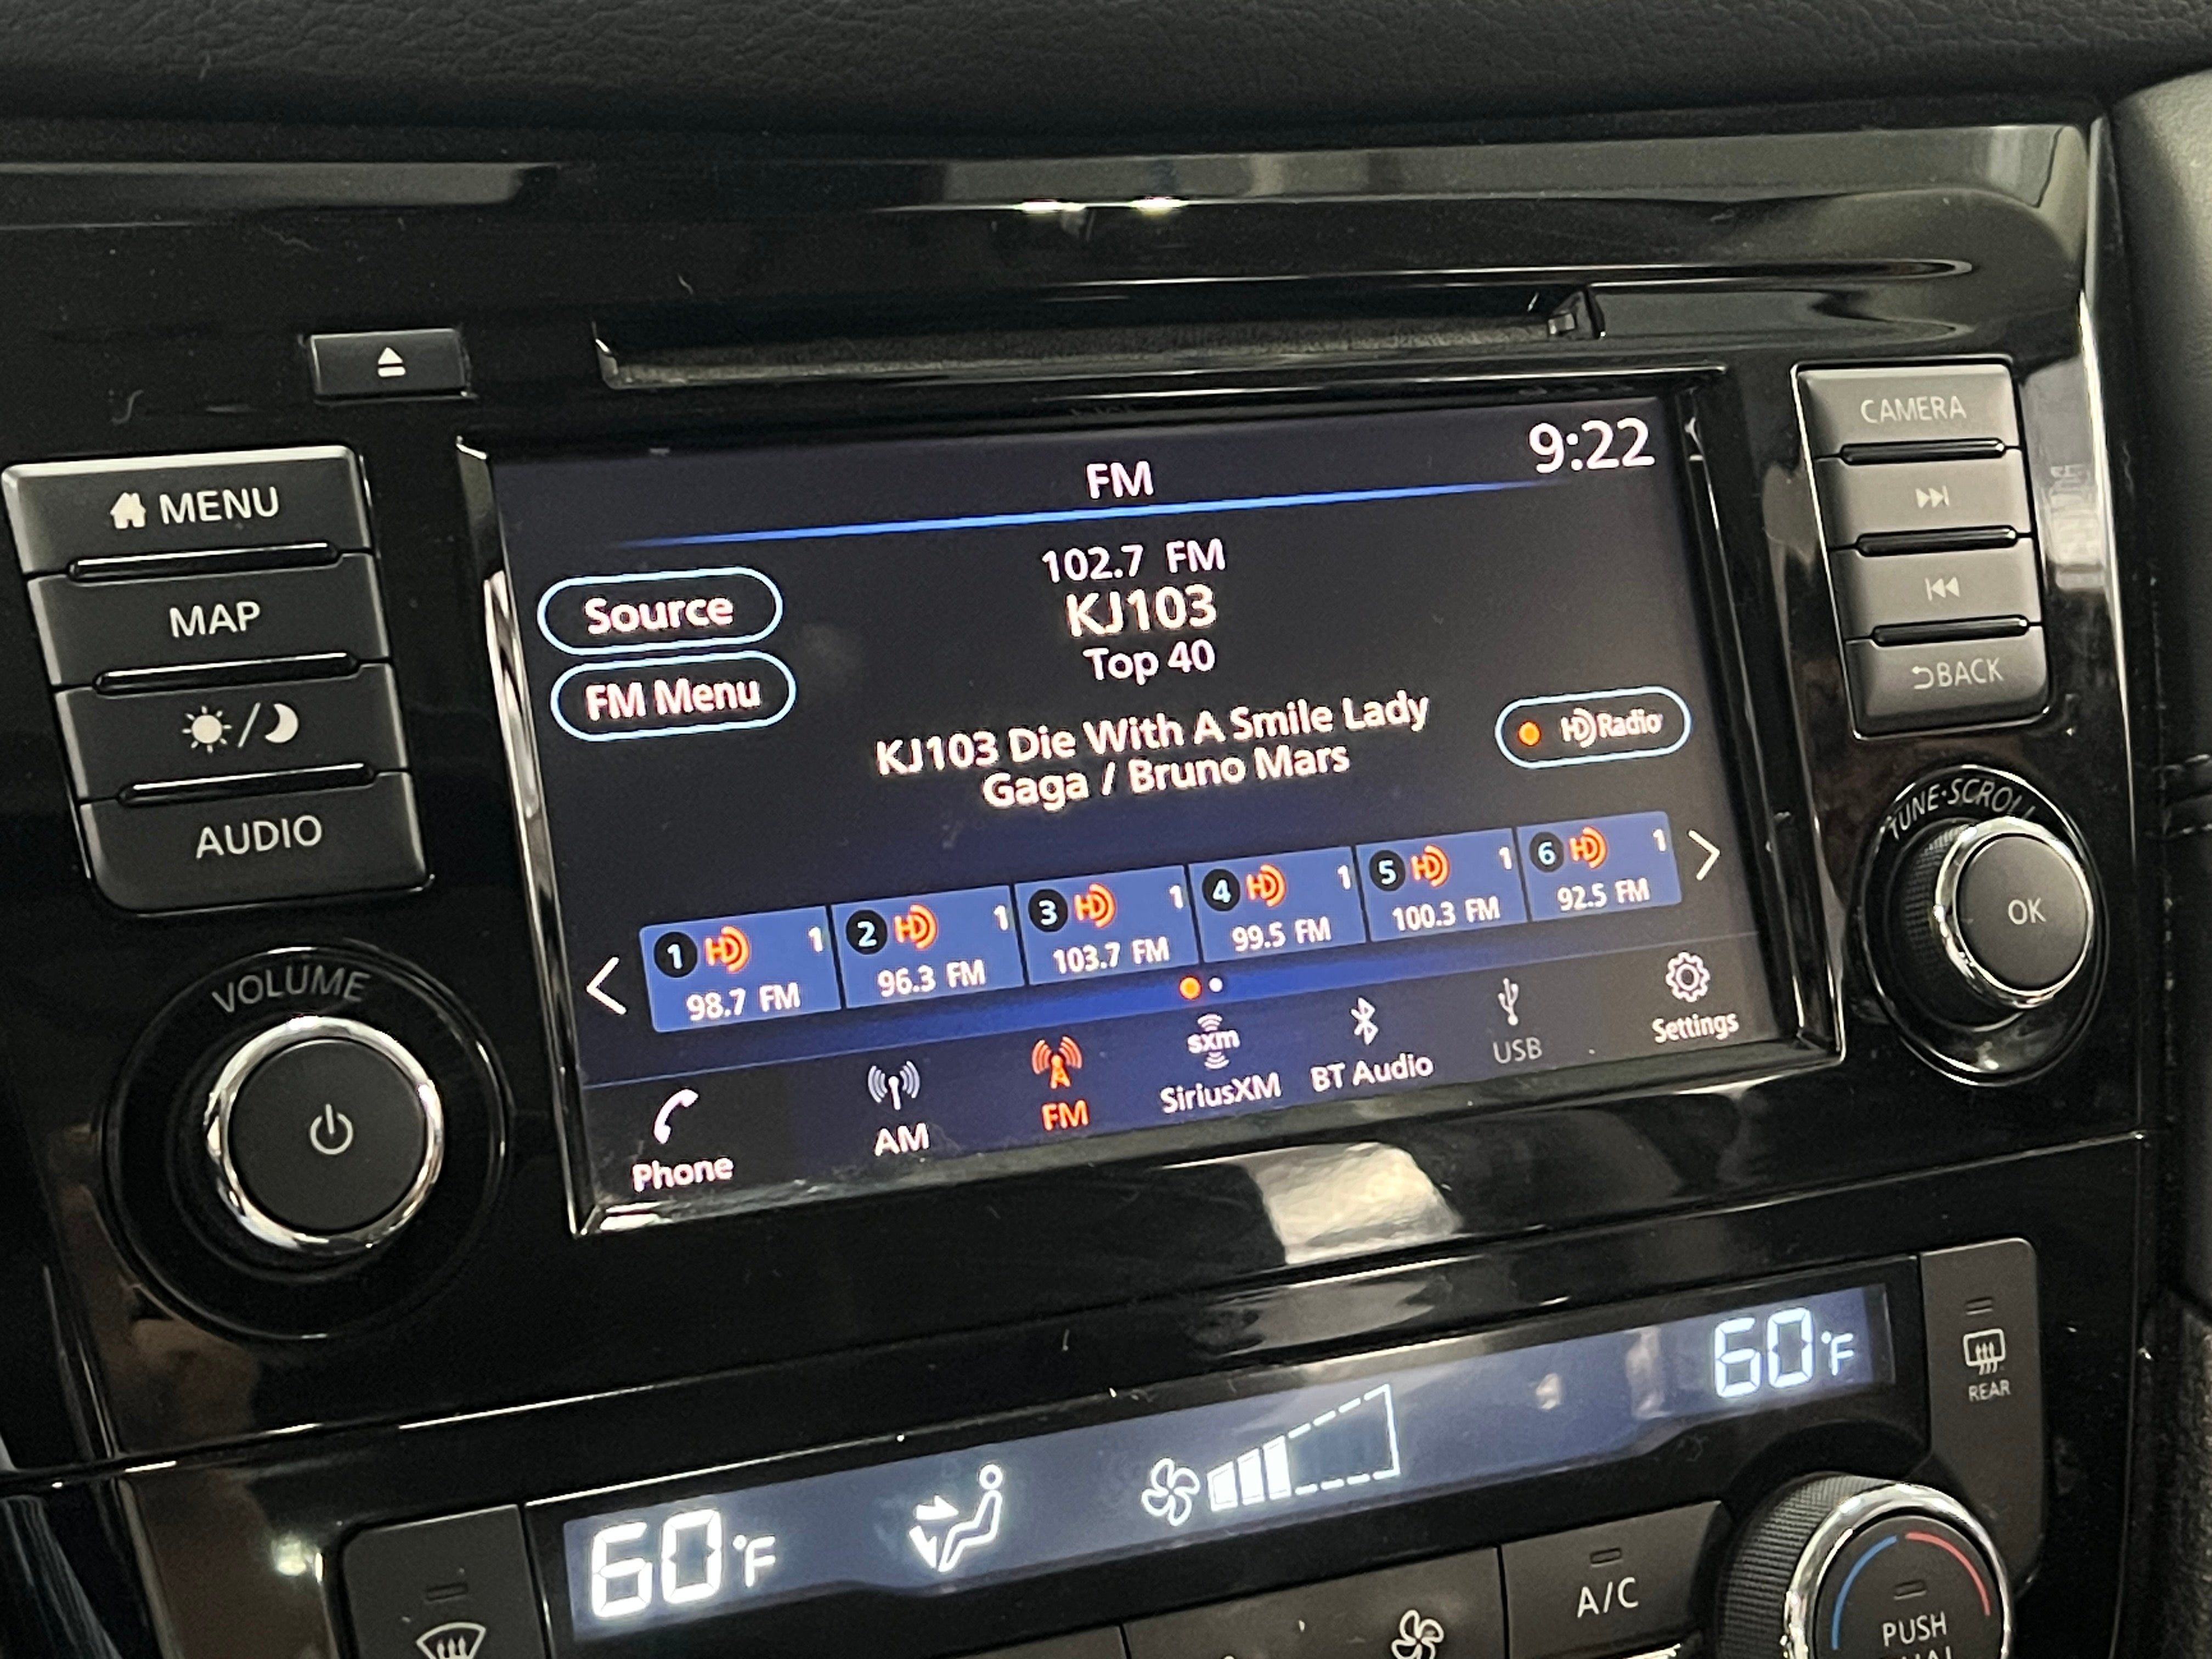 MENU
MAP
AUDIO
VOLUME
FM
9:22
Source
FM Menu
102.7 FM
KJ103
Top 40
KJ103 Die With A Smile Lady
Gaga / Bruno Mars
HD Radio
1 HD 1
98.7 FM
2 HD 1
96.3 FM
3 HD 1
103.7 FM
4 HD 1
99.5 FM
5 HD 1
100.3 FM
6 HD 1
92.5 FM
Phone
AM
FM
sxm
SiriusXM
BT Audio
USB
Settings
CAMERA
BACK
TUNE·SCROLL
OK
60°F
60°F
REAR
A/C
PUSH